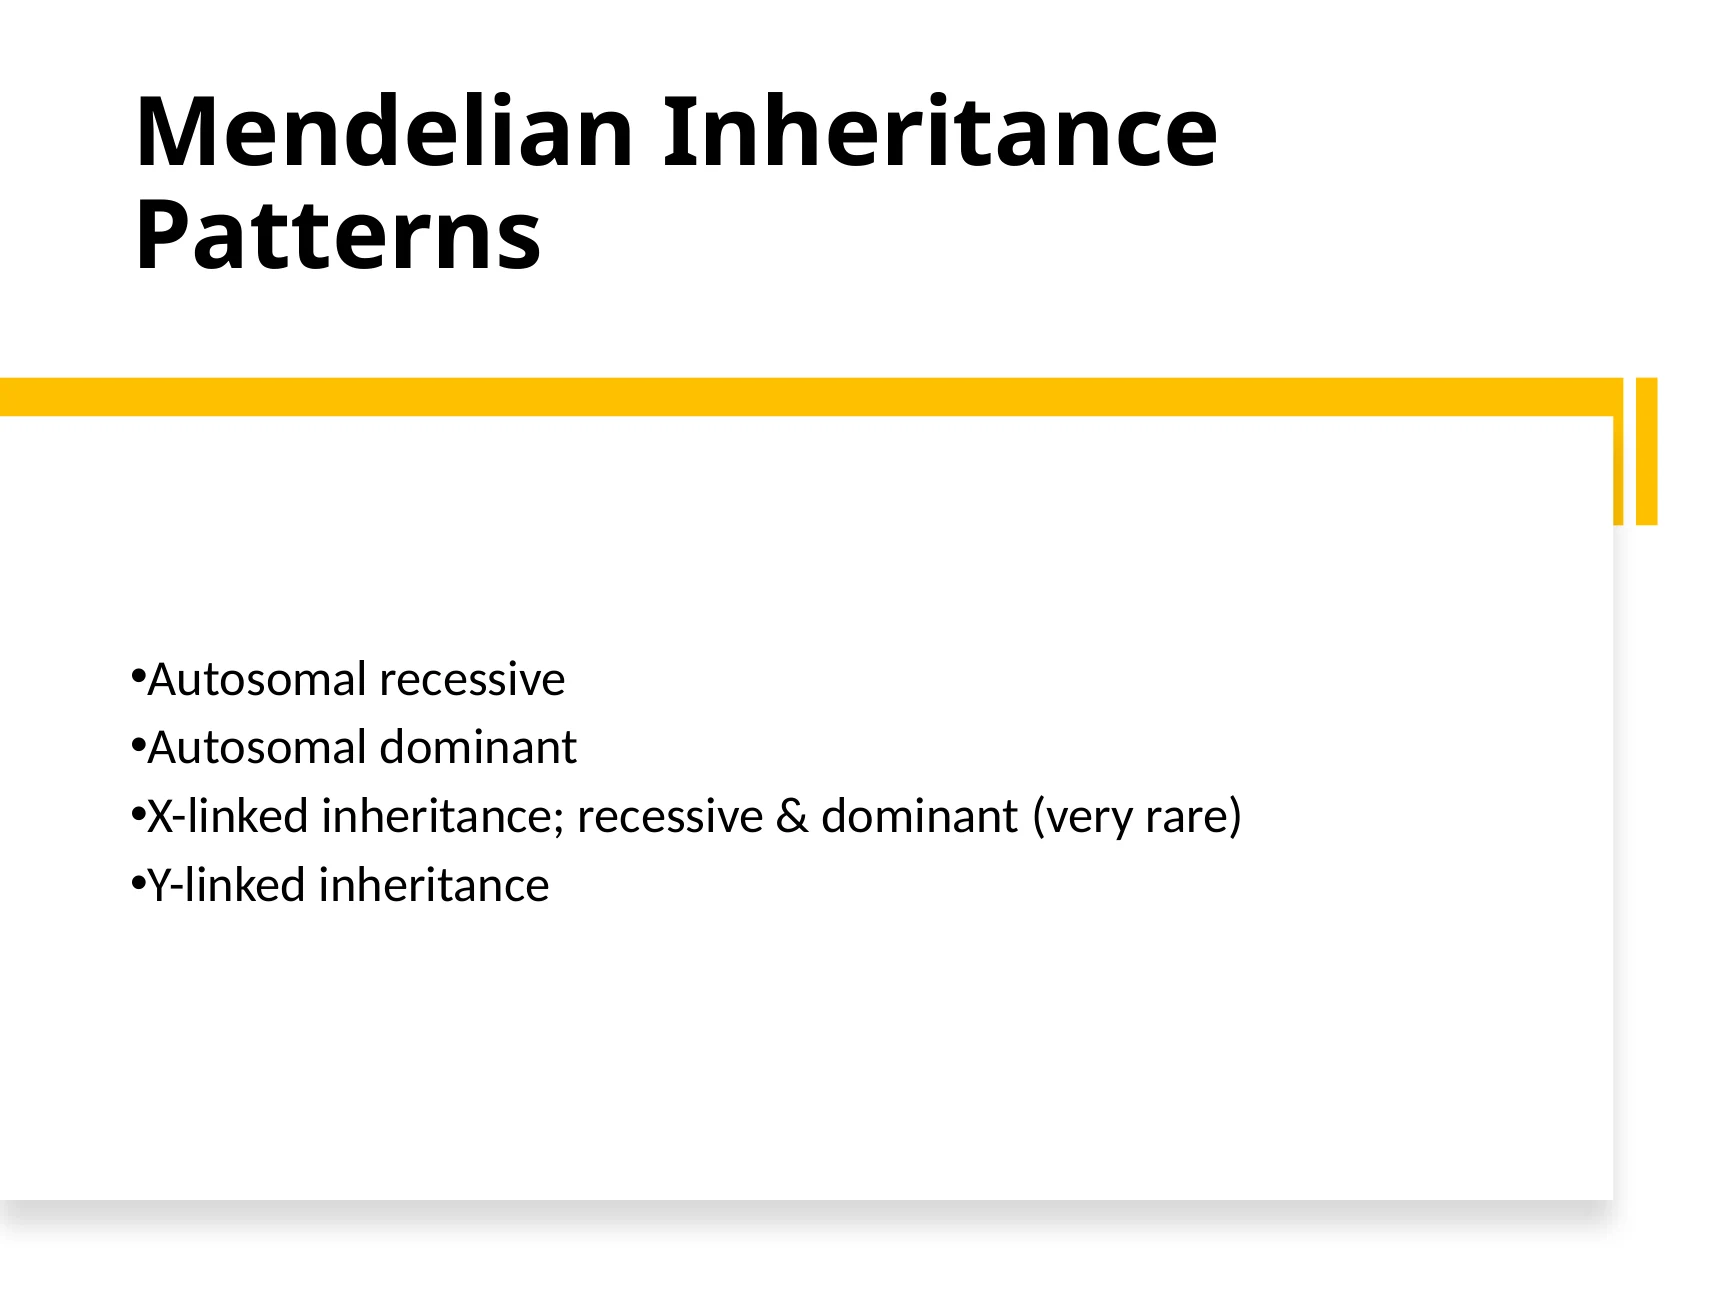 Mendelian Inheritance
Patterns
•Autosomal recessive
•Autosomal dominant
•X-linked inheritance; recessive & dominant (very rare)
•Y-linked inheritance